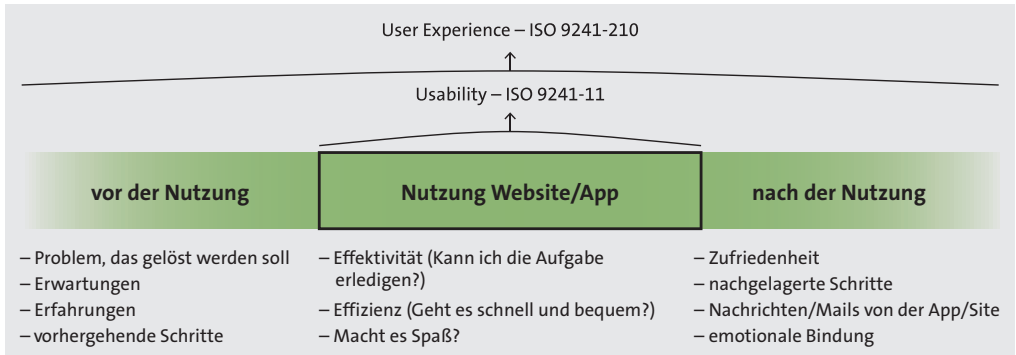 User Experience – ISO 9241-210
Usability – ISO 9241-11
vor der Nutzung
Nutzung Website/App
nach der Nutzung
– Problem, das gelöst werden soll
– Erwartungen
– Erfahrungen
– vorhergehende Schritte
– Effektivität (Kann ich die Aufgabe
erledigen?)
– Effizienz (Geht es schnell und bequem?)
– Macht es Spaß?
– Zufriedenheit
– nachgelagerte Schritte
– Nachrichten/Mails von der App/Site
– emotionale Bindung